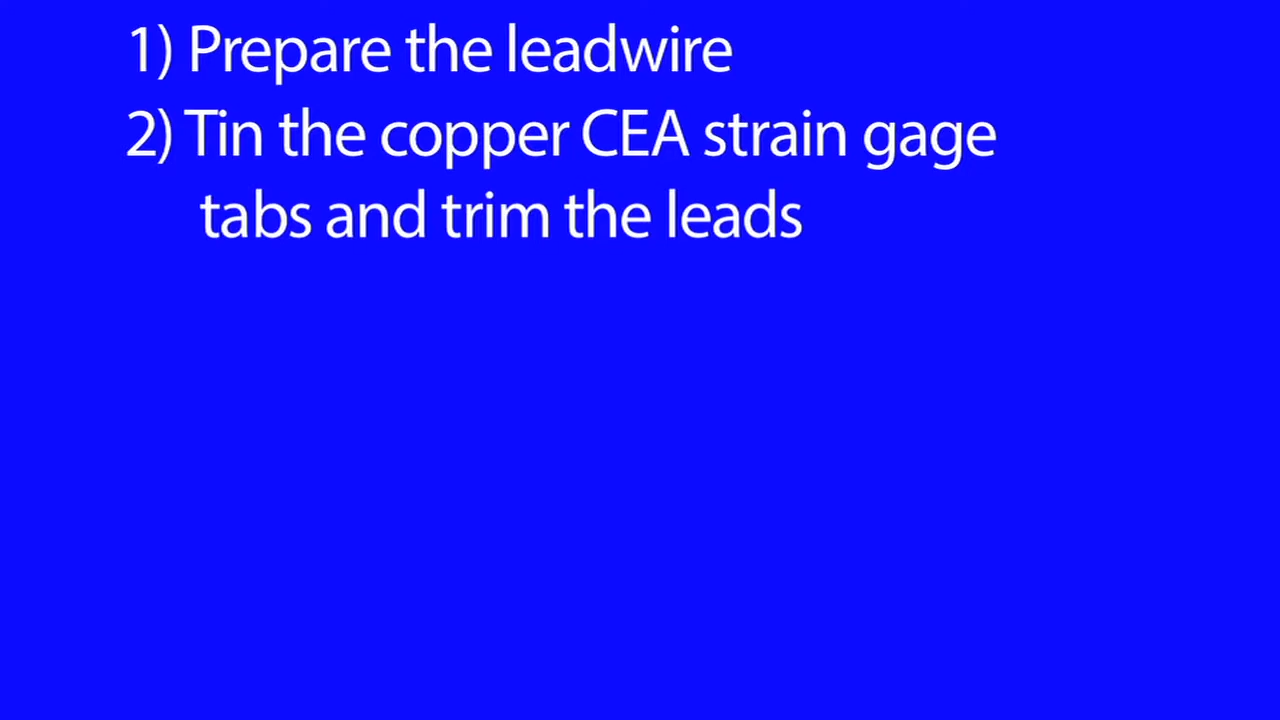 1) Prepare the leadwire
2) Tin the copper CEA strain gage
tabs and trim the leads